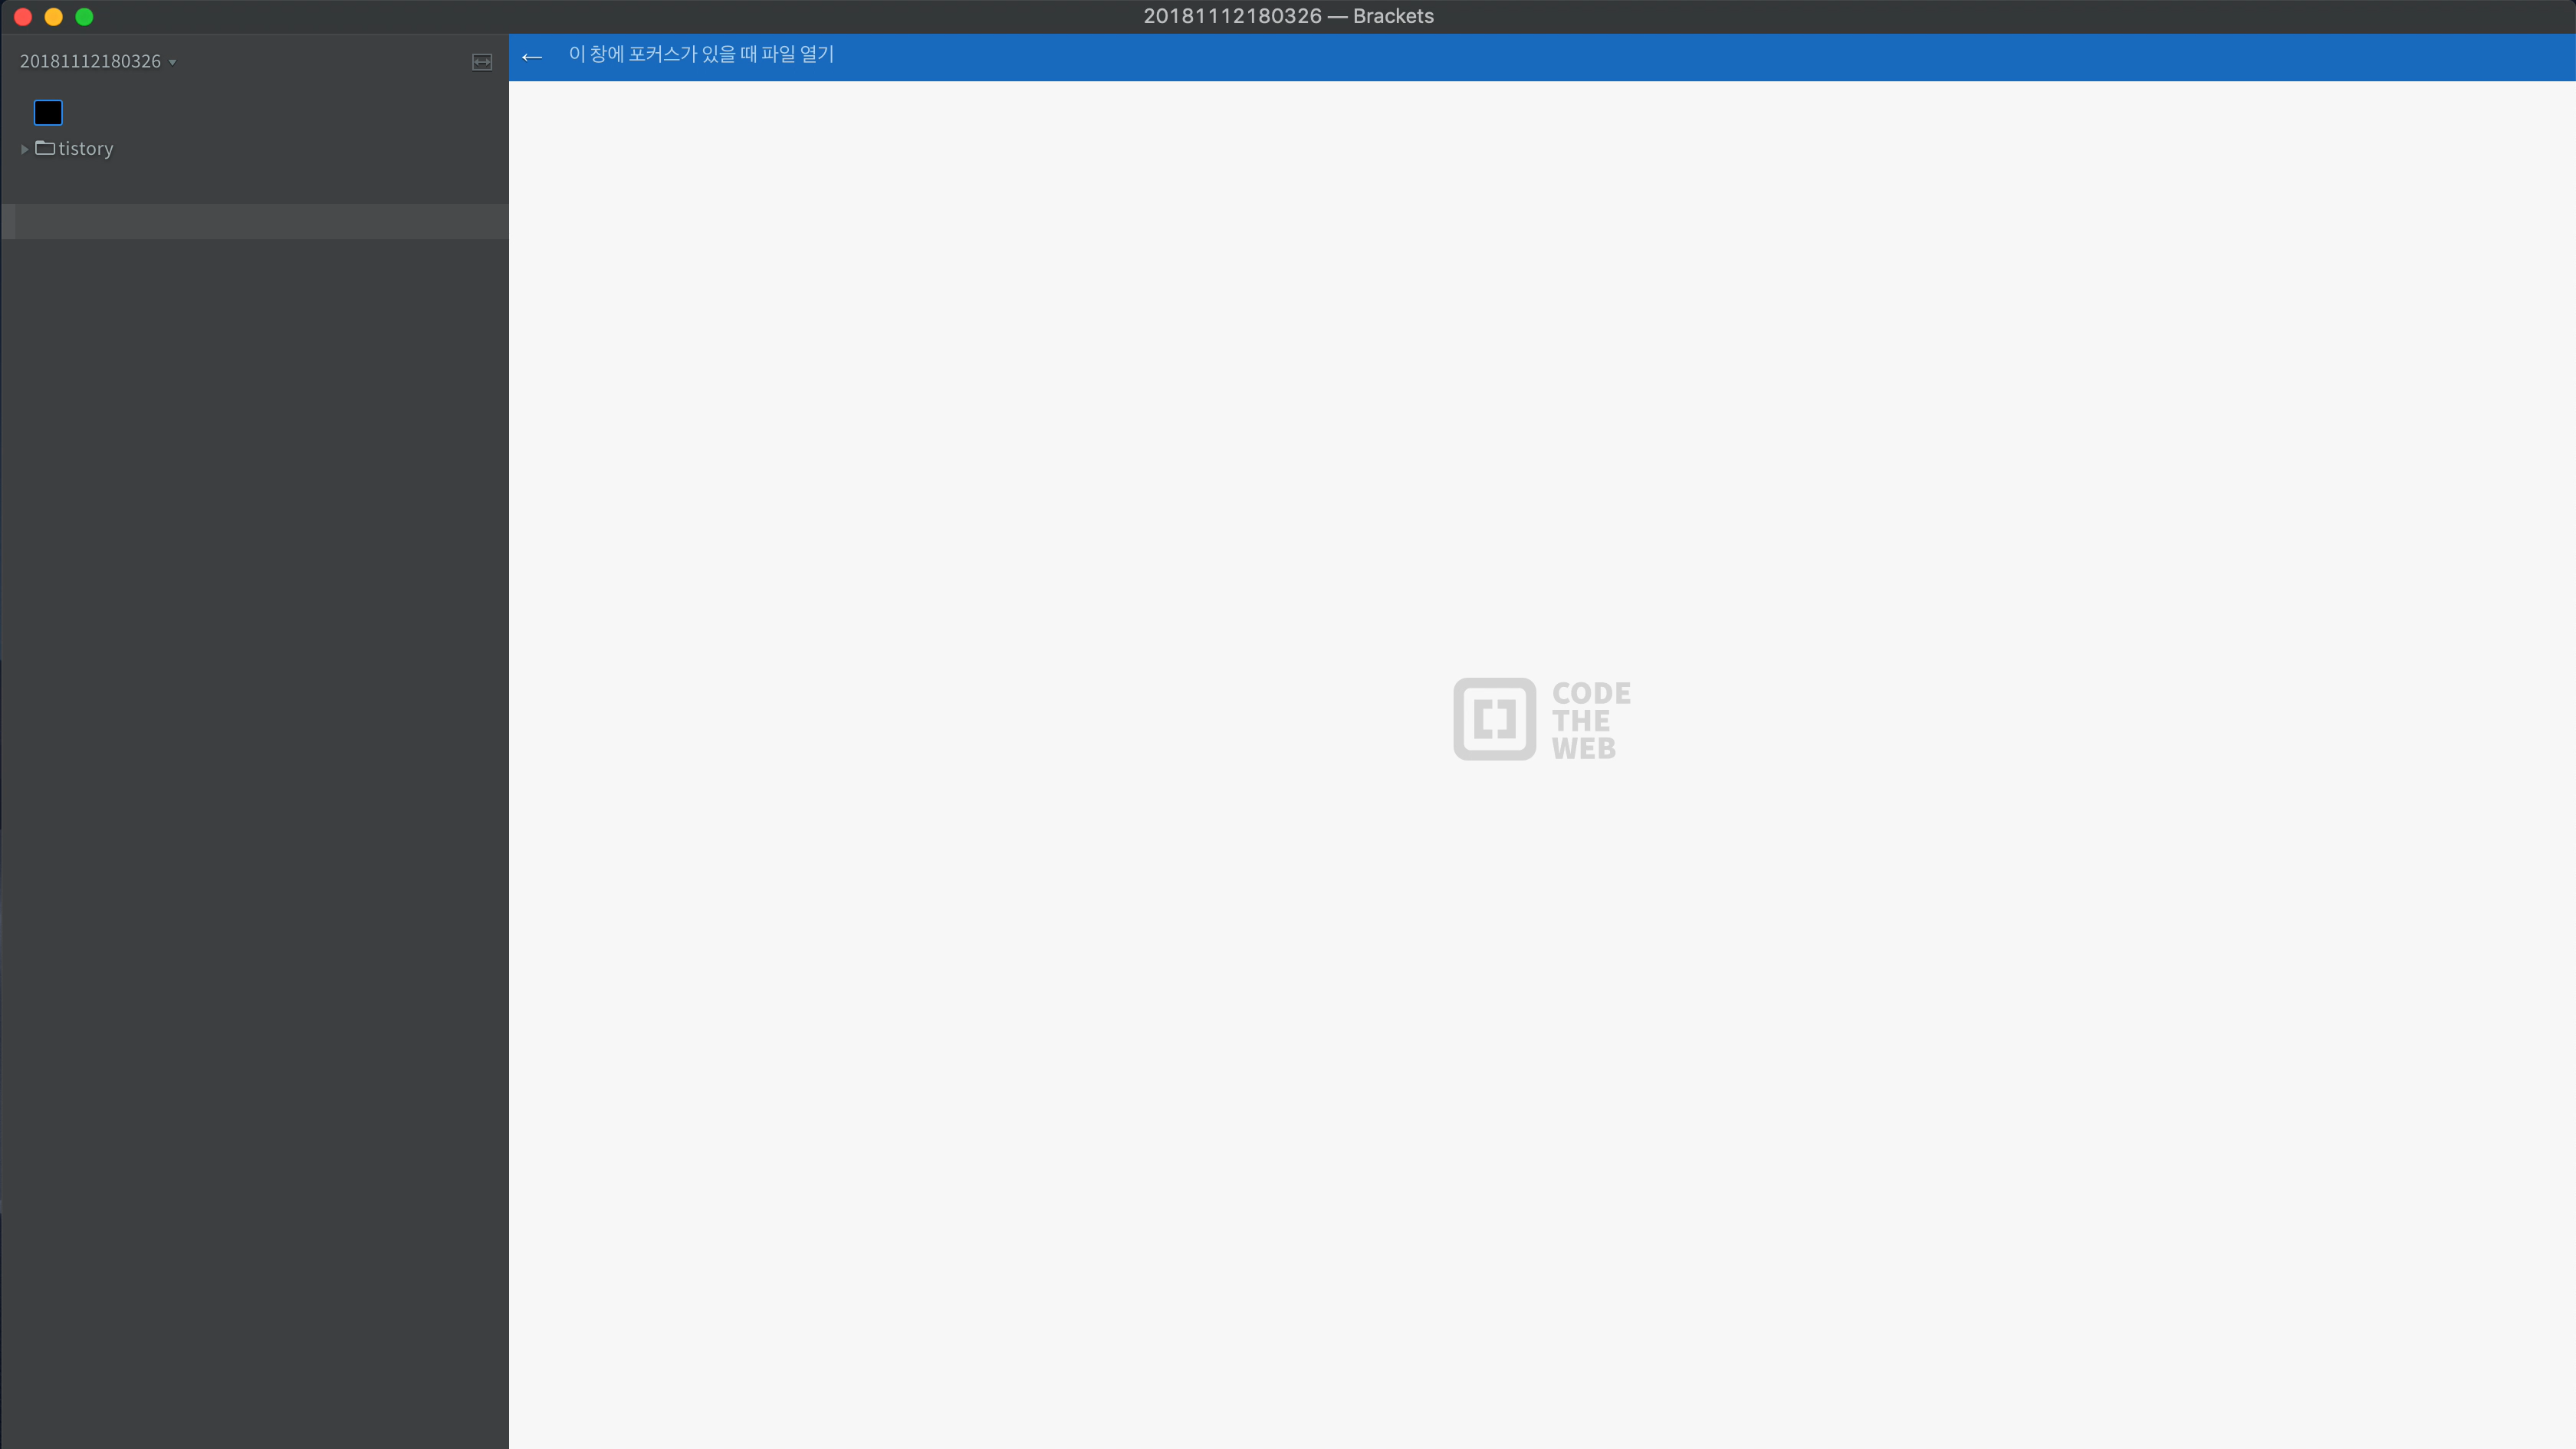 20181112180326 — Brackets
20181112180326
tistory
이 창에 포커스가 있을 때 파일 열기
CODE
THE
WEB